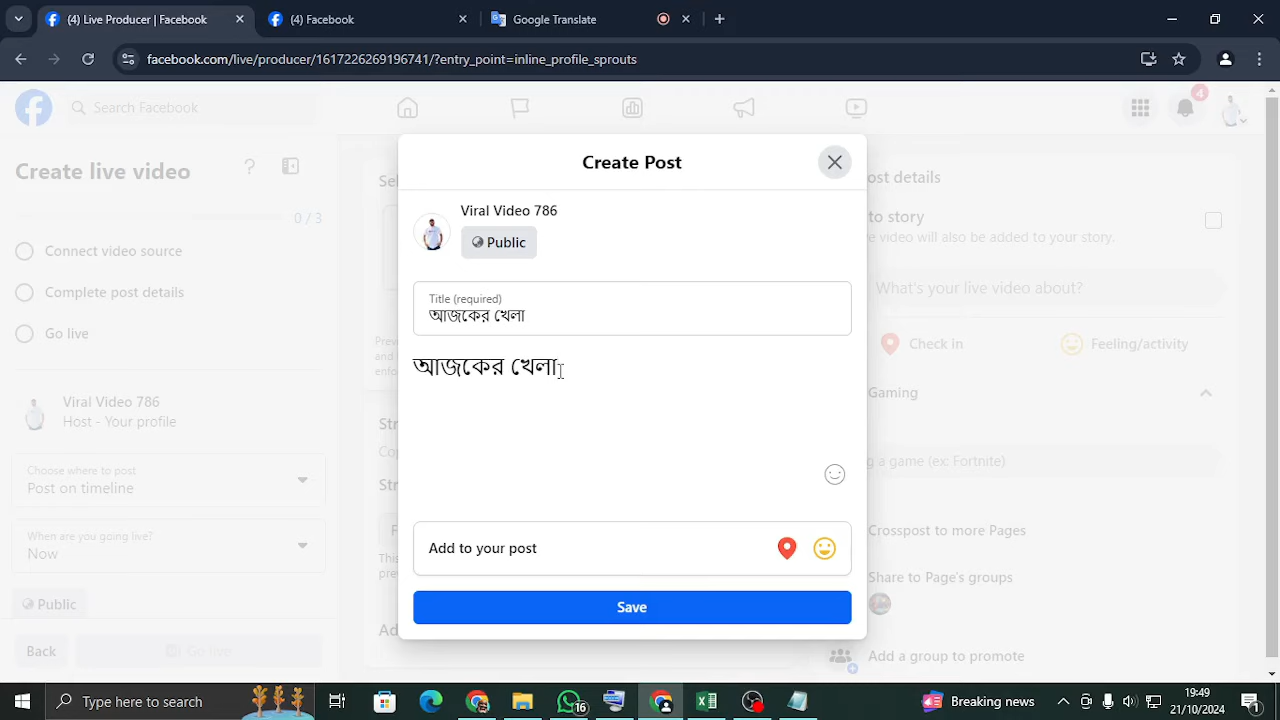 (4) Live Producer | Facebook
(4) Facebook
Google Translate
facebook.com/live/producer/1617226269196741/?entry_point=inline_profile_sprouts
Search Facebook
4
Create live video
0 / 3
Connect video source
Complete post details
Go live
Viral Video 786
Host - Your profile
Choose where to post
Post on timeline
When are you going live?
Now
Public
Back
Go live
Create Post
Viral Video 786
Public
Title (required)
আজকের খেলা
আজকের খেলা
Add to your post
Save
ost details
to story
e video will also be added to your story.
What's your live video about?
Check in
Feeling/activity
Gaming
g a game (ex: Fortnite)
Crosspost to more Pages
Share to Page's groups
Add a group to promote
Type here to search
16
Breaking news
19:49
21/10/2024
1